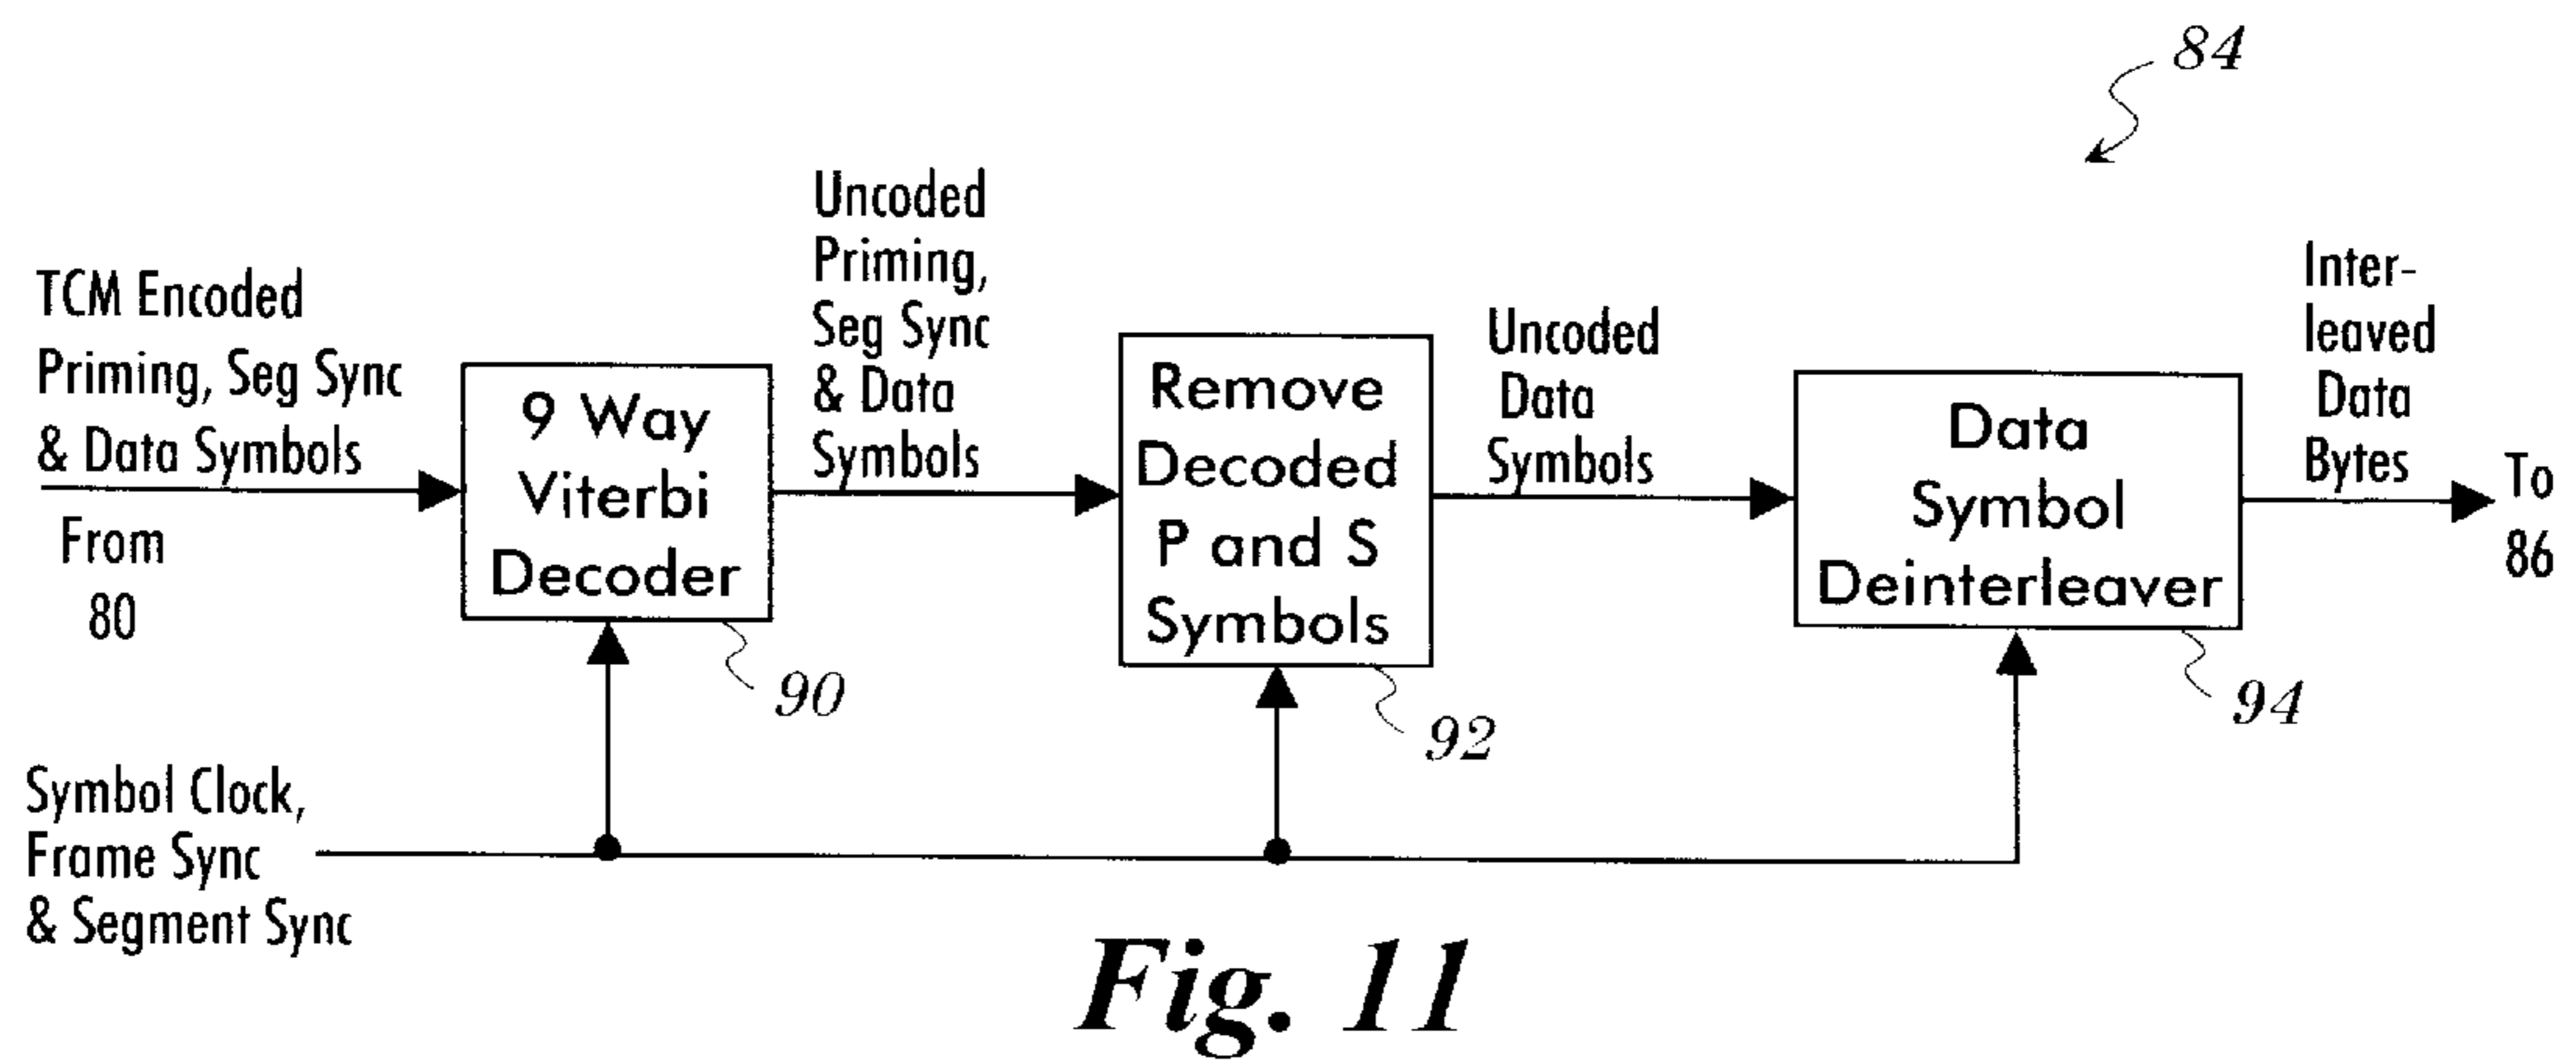 84
TCM Encoded
Priming, Seg Sync
& Data Symbols
From
80
9 Way
Viterbi
Decoder
90
Uncoded
Priming,
Seg Sync
& Data
Symbols
Remove
Decoded
P and S
Symbols
92
Uncoded
Data
Symbols
Data
Symbol
Deinterleaver
94
Inter-
leaved
Data
Bytes
To
86
Symbol Clock,
Frame Sync
& Segment Sync
Fig. 11